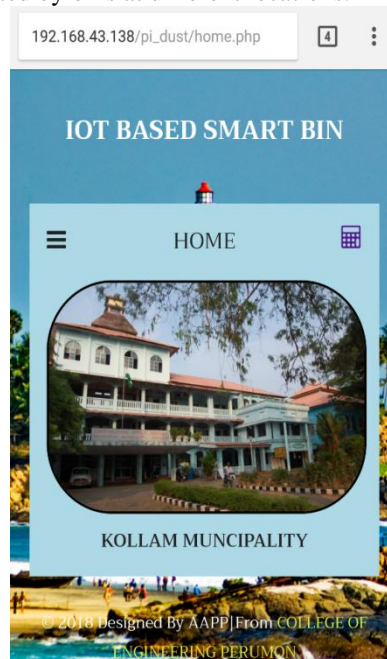 192.168.43.138/pi_dust/home.php
4
IOT BASED SMART BIN
HOME
KOLLAM MUNCIPALITY
© 2018 Designed By AAPP|From COLLEGE OF
ENGINEERING PERUMON